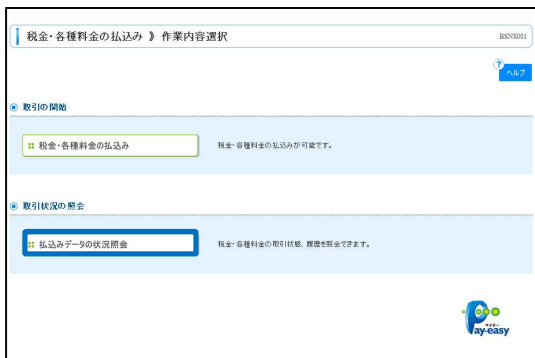 税金・各種料金の払込み 》 作業内容選択
BSNS001
?
ヘルプ
取引の開始
税金・各種料金の払込み
税金・各種料金の払込みが可能です。
取引状況の照会
払込みデータの状況照会
税金・各種料金の取引状態、履歴を照会できます。
ペイジー
Pay-easy